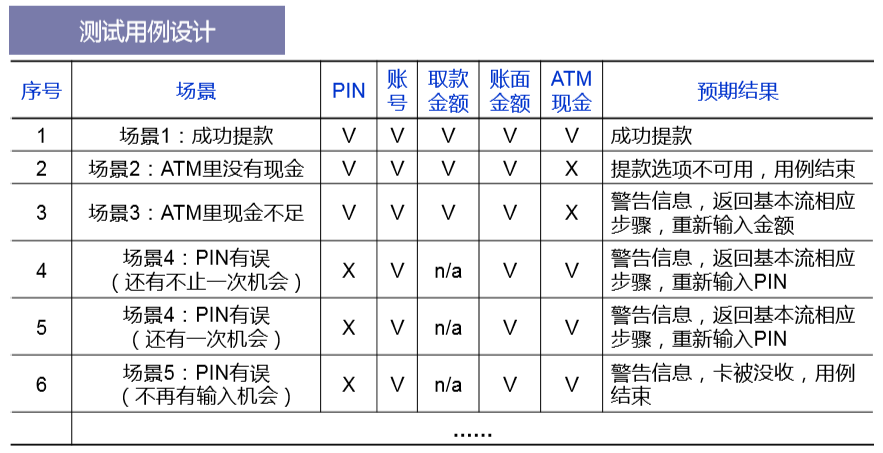 测试用例设计
序号 场景 PIN 账号 取款金额 账面金额 ATM现金 预期结果
1 场景1：成功提款 V V V V V 成功提款
2 场景2：ATM里没有现金 V V V V X 提款选项不可用，用例结束
3 场景3：ATM里现金不足 V V V V X 警告信息，返回基本流相应
步骤，重新输入金额
4 场景4：PIN有误
（还有不止一次机会） X V n/a V V 警告信息，返回基本流相应
步骤，重新输入PIN
5 场景4：PIN有误
（还有一次机会） X V n/a V V 警告信息，返回基本流相应
步骤，重新输入PIN
6 场景5：PIN有误
（不再有输入机会） X V n/a V V 警告信息，卡被没收，用例
结束
......